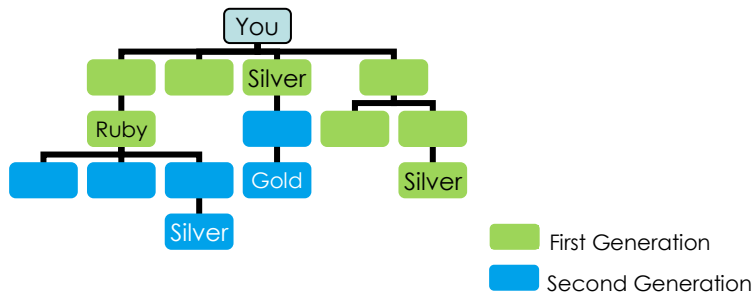 You
Silver
Ruby
Gold
Silver
Silver
First Generation
Second Generation